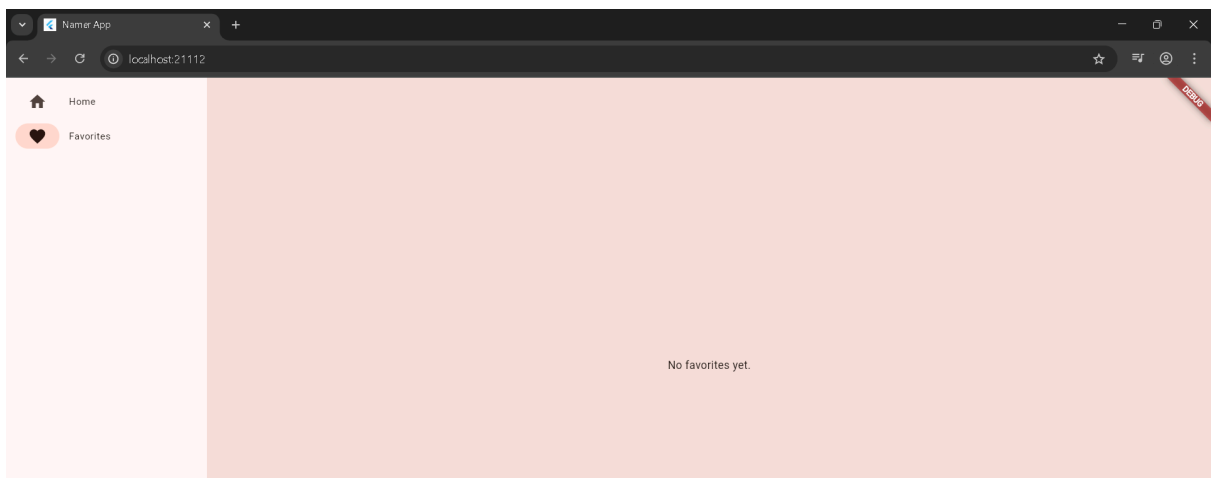 Namer App
localhost:21112
Home
DEBUG
Favorites
No favorites yet.